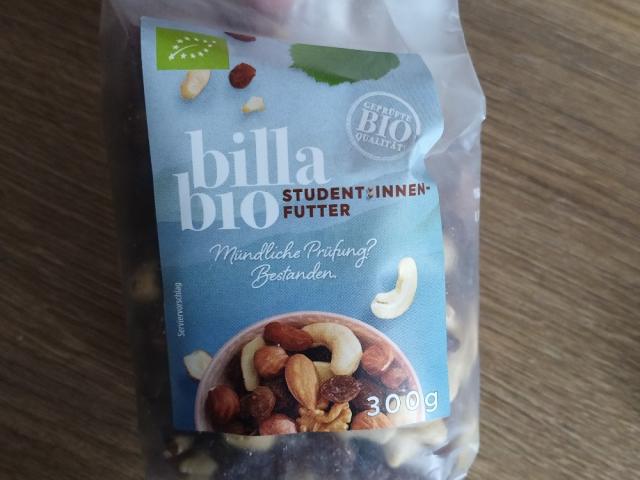 GEPRÜFTE
BIO
QUALITÄT
billa
bio
STUDENT:INNEN-
FUTTER
Mündliche Prüfung?
Bestanden.
Serviervorschlag
300g